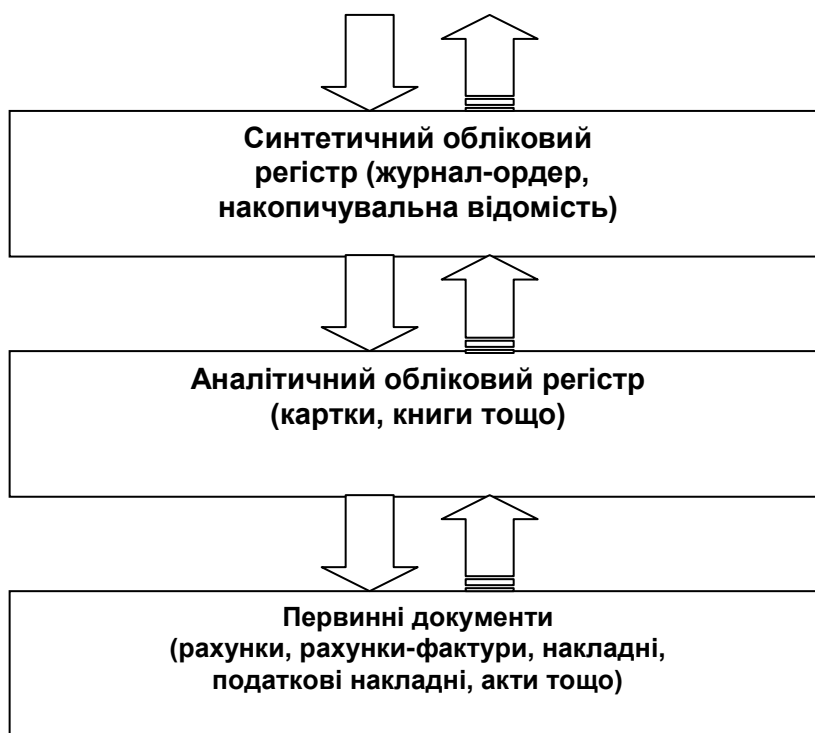 Синтетичний обліковий
регістр (журнал-ордер,
накопичувальна відомість)
Аналітичний обліковий регістр
(картки, книги тощо)
Первинні документи
(рахунки, рахунки-фактури, накладні,
податкові накладні, акти тощо)